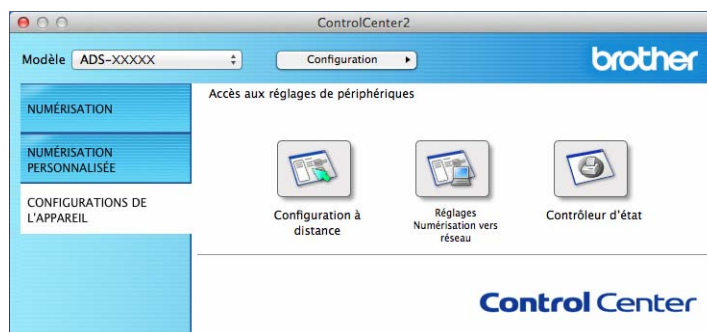 ControlCenter2
Modèle ADS-XXXXX Configuration brother
NUMÉRISATION
NUMÉRISATION
PERSONNALISÉE
CONFIGURATIONS DE
L'APPAREIL
Accès aux réglages de périphériques
Configuration à
distance
Réglages
Numérisation vers
réseau
Contrôleur d'état
Control Center